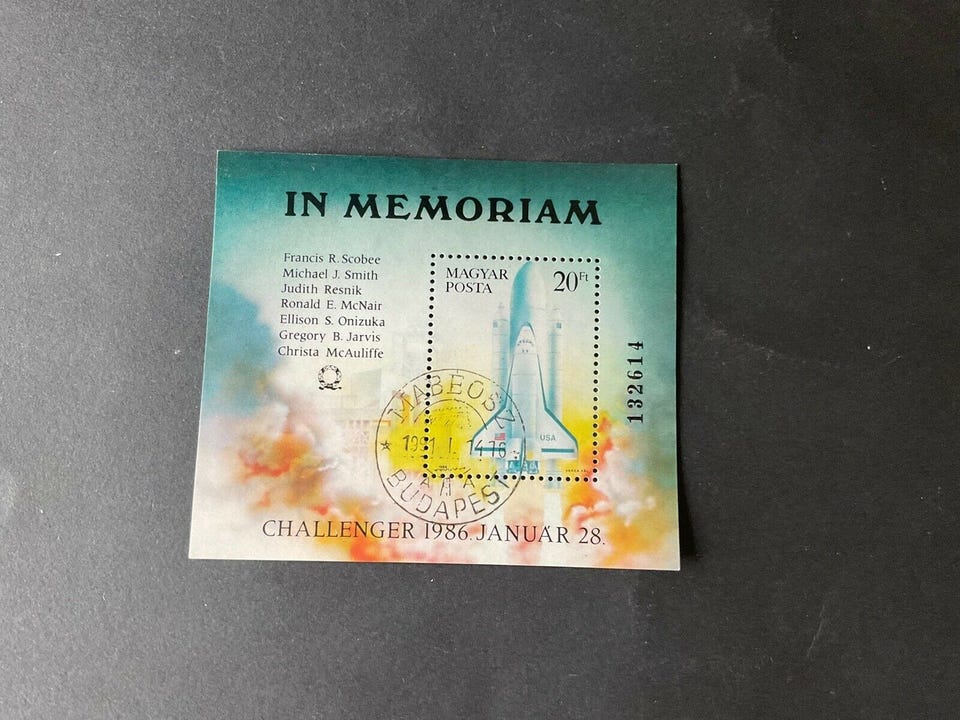 IN MEMORIAM
Francis R. Scobee
Michael J. Smith
Judith Resnik
Ronald E. McNair
Ellison S. Onizuka
Gregory B. Jarvis
Christa McAuliffe
MAGYAR
POSTA
20Ft
USA
132614
MABÉOSZ
BUDAPEST
CHALLENGER 1986. JANUÁR 28.